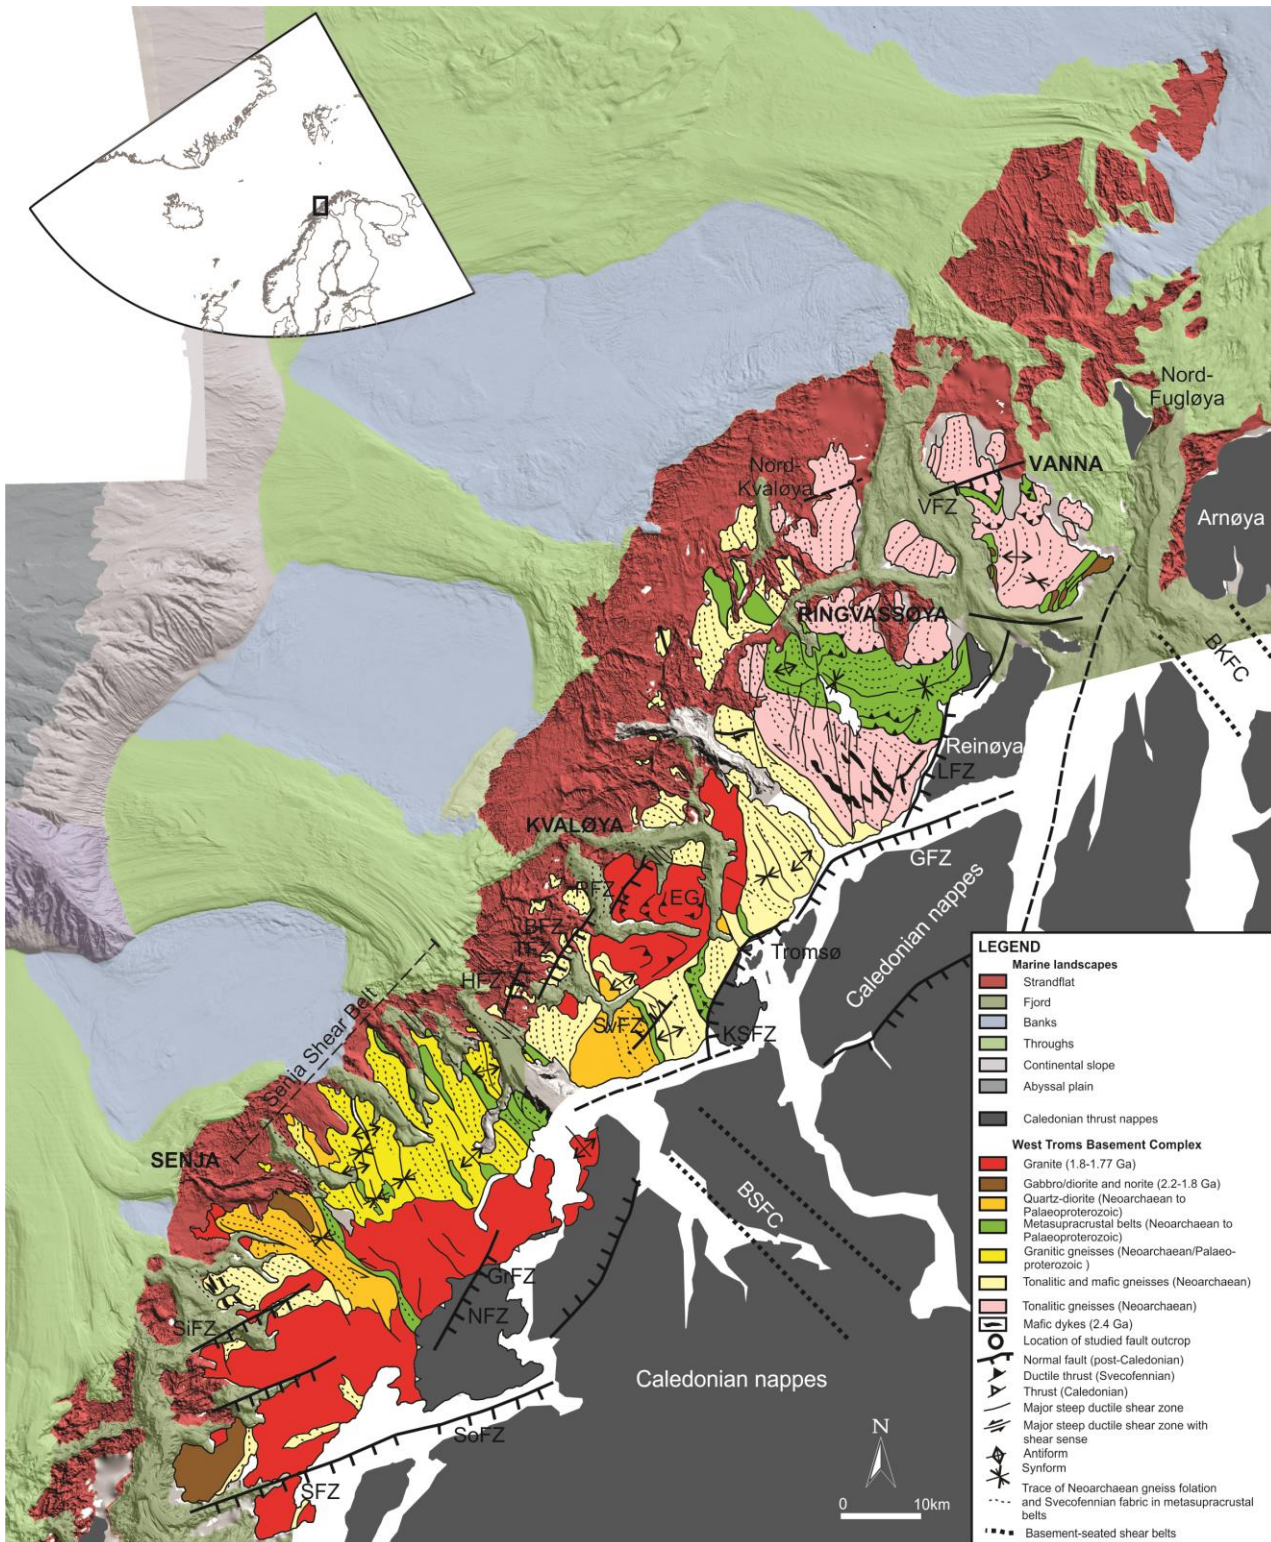 Nord-
Fugløya
Nord-
Kvaløya
VANNA
VFZ
Arnøya
RINGVASSØYA
BKFC
Reinøya
LFZ
KVALØYA
GFZ
EG
RFZ
BFZ
TFZ
Tromsø
Caledonian nappes
HFZ
SvFZ
KSFZ
Senja Shear Belt
SENJA
BSFC
GrFZ
NFZ
SiFZ
Caledonian nappes
SoFZ
SFZ
N
0 10km
LEGEND
Marine landscapes
Strandflat
Fjord
Banks
Throughs
Continental slope
Abyssal plain
Caledonian thrust nappes
West Troms Basement Complex
Granite (1.8-1.77 Ga)
Gabbro/diorite and norite (2.2-1.8 Ga)
Quartz-diorite (Neoarchaean to
Palaeoproterozoic)
Metasupracrustal belts (Neoarchaean to
Palaeoproterozoic)
Granitic gneisses (Neoarchaean/Palaeo-
proterozoic )
Tonalitic and mafic gneisses (Neoarchaean)
Tonalitic gneisses (Neoarchaean)
Mafic dykes (2.4 Ga)
Location of studied fault outcrop
Normal fault (post-Caledonian)
Ductile thrust (Svecofennian)
Thrust (Caledonian)
Major steep ductile shear zone
Major steep ductile shear zone with
shear sense
Antiform
Synform
Trace of Neoarchaean gneiss folation
and Svecofennian fabric in metasupracrustal
belts
Basement-seated shear belts